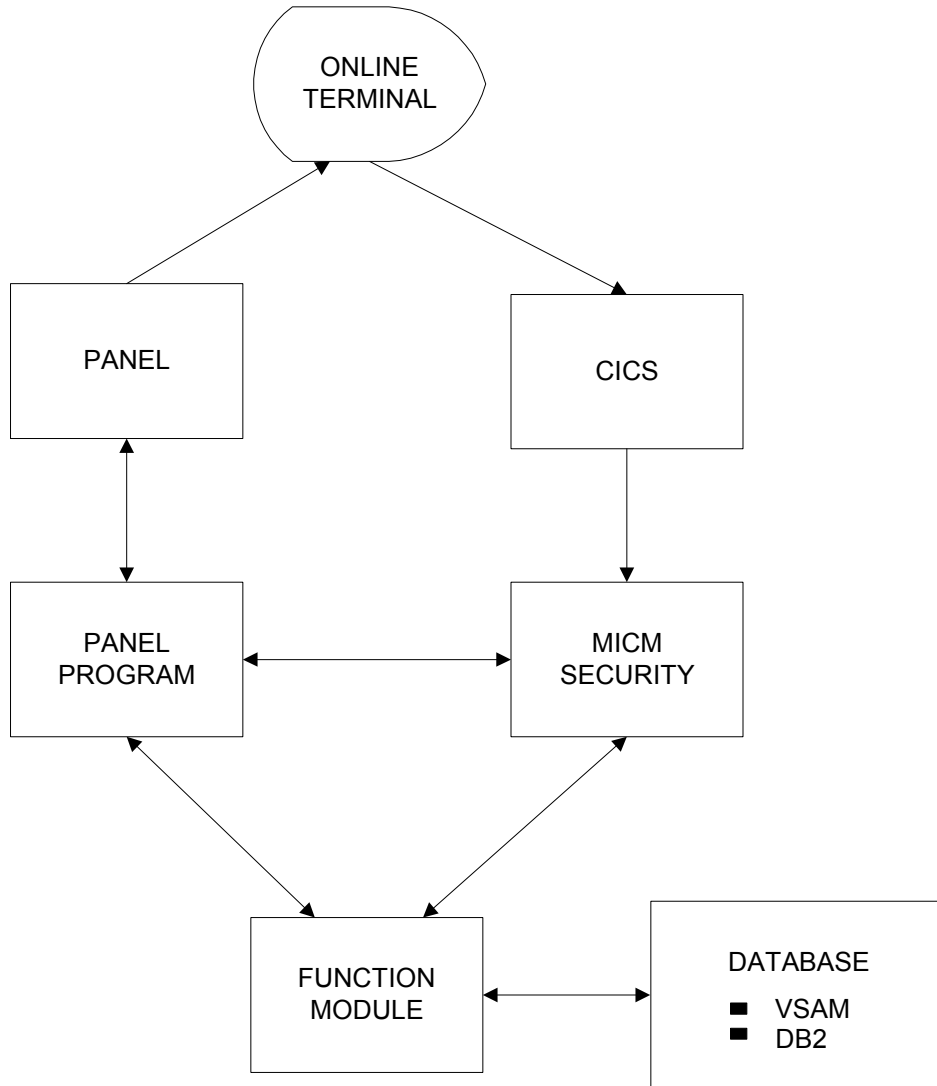 ONLINE
TERMINAL
PANEL
CICS
PANEL
PROGRAM
MICM
SECURITY
FUNCTION
MODULE
DATABASE
VSAM
DB2